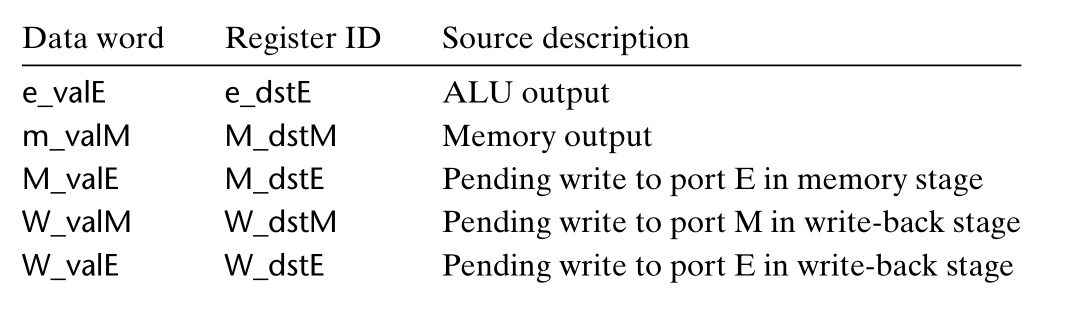 Data word Register ID Source description
e_valE e_dstE ALU output
m_valM M_dstM Memory output
M_valE M_dstE Pending write to port E in memory stage
W_valM W_dstM Pending write to port M in write-back stage
W_valE W_dstE Pending write to port E in write-back stage